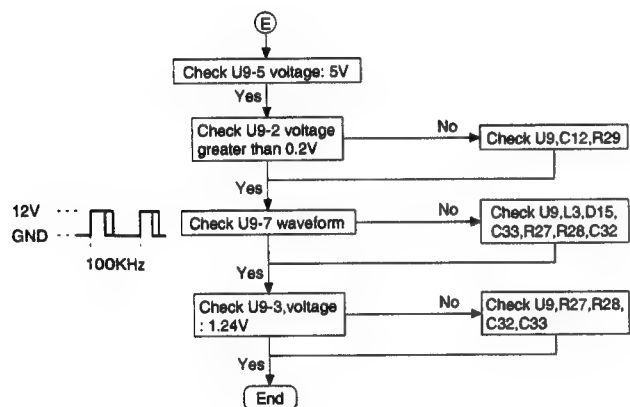 E
Check U9-5 voltage: 5V
Yes
Check U9-2 voltage
greater than 0.2V
No
Check U9,C12,R29
Yes
12V
GND
100KHz
Check U9-7 waveform
No
Check U9,L3,D15,
C33,R27,R28,C32
Yes
Check U9-3,voltage
: 1.24V
No
Check U9,R27,R28,
C32,C33
Yes
End